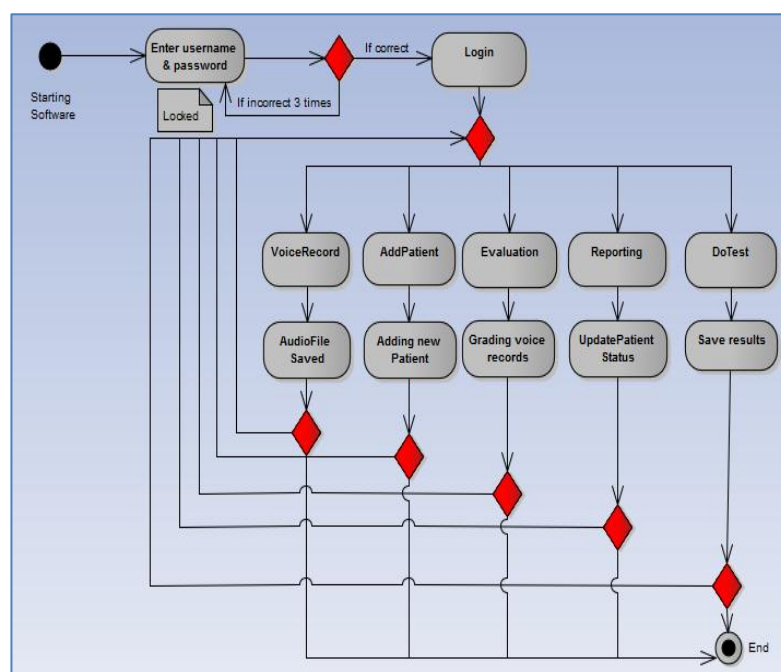 Enter username
& password
If correct
Login
Starting
Software
Locked
If incorrect 3 times
VoiceRecord
AddPatient
Evaluation
Reporting
DoTest
AudioFile
Saved
Adding new
Patient
Grading voice
records
UpdatePatient
Status
Save results
End